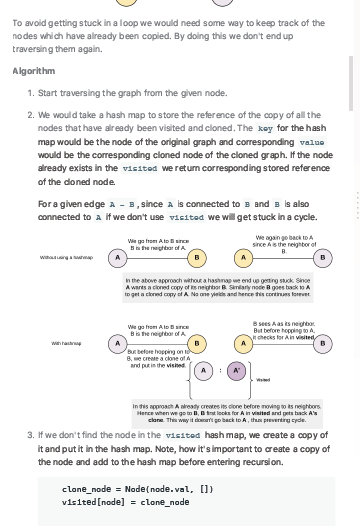 To avoid getting stuck in a loop we would need some way to keep track of the
nodes which have already been copied. By doing this we don't end up
traversing them again.
Algorithm
1. Start traversing the graph from the given node.
2. We would take a hash map to store the reference of the copy of all the
nodes that have already been visited and cloned. The key for the hash
map would be the node of the original graph and corresponding value
would be the corresponding cloned node of the cloned graph. If the node
already exists in the visited we return corresponding stored reference
of the cloned node.
For a given edge A - B, since A is connected to B and B is also
connected to A if we don't use visited we will get stuck in a cycle.
We go from A to B since
B is the neighbor of A.
We again go back to A
since A is the neighbor of
B.
Without using a hashmap
A
B
A
B
In the above approach without a hashmap we end up getting stuck. Since
A wants a cloned copy of its neighbor B. Similarly node B goes back to A
to get a cloned copy of A. No one yields and hence this continues forever.
We go from A to B since
B is the neighbor of A.
B sees A as its neighbor.
But before hopping to A,
it checks for A in visited.
With hashmap
A
B
A
B
But before hopping on to
B, we create a clone of A
and put in the visited.
A : A'
Visited
In this approach A already creates its clone before moving to its neighbors.
Hence when we go to B, B first looks for A in visited and gets back A's
clone. This way it doesn't go back to A , thus preventing cycle.
3. If we don't find the node in the visited hash map, we create a copy of
it and put it in the hash map. Note, how it's important to create a copy of
the node and add to the hash map before entering recursion.
clone_node = Node(node.val, [])
visited[node] = clone_node